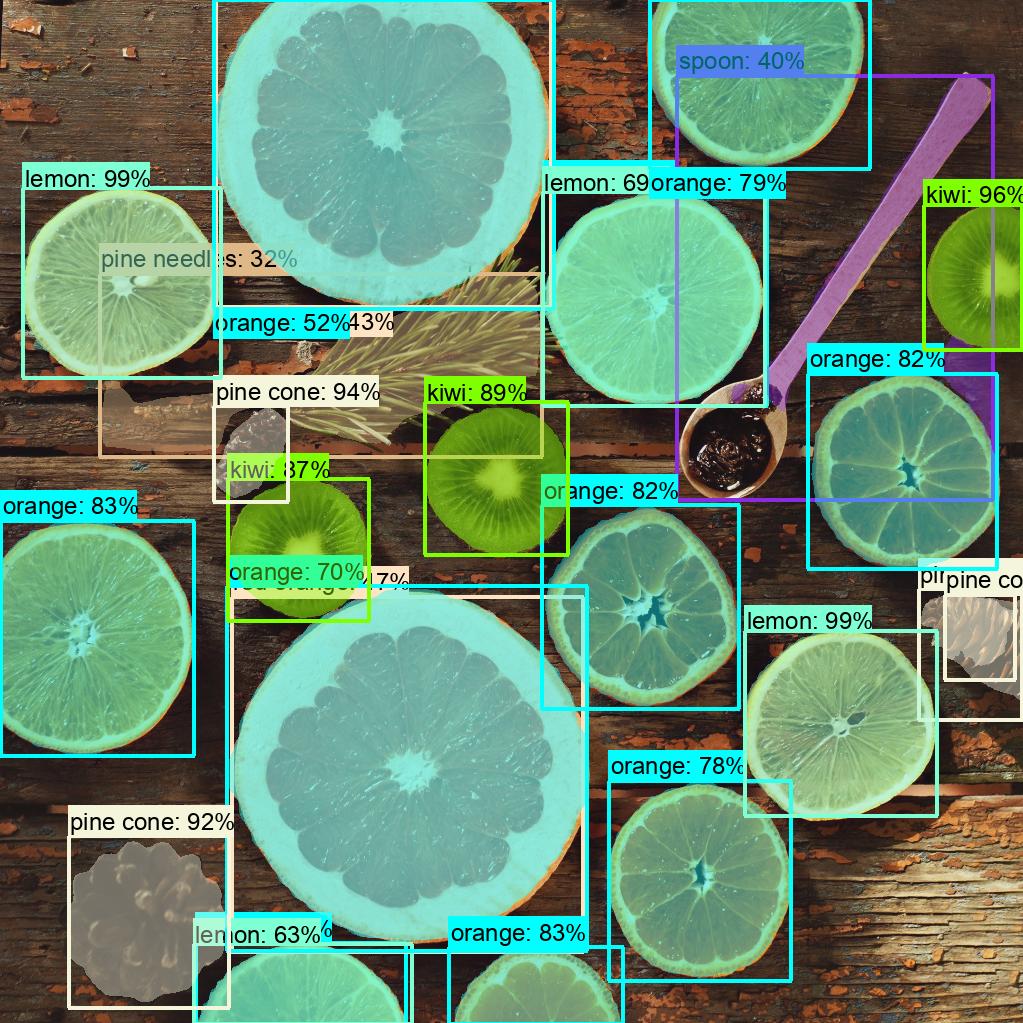 spoon: 40%
lemon: 99%
lemon: 69
orange: 79%
kiwi: 96%
pine needles: 32%
orange: 52%
43%
orange: 82%
pine cone: 94%
kiwi: 89%
kiwi: 87%
orange: 82%
orange: 83%
orange: 70%
47%
pine co
lemon: 99%
orange: 78%
pine cone: 92%
lemon: 63%
orange: 83%